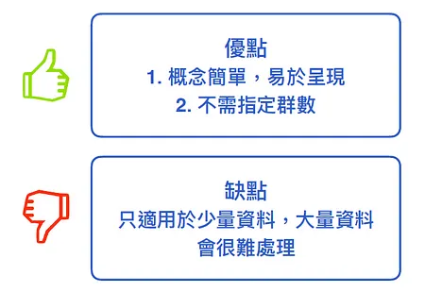 優點
1. 概念簡單，易於呈現
2. 不需指定群數
缺點
只適用於少量資料，大量資料
會很難處理